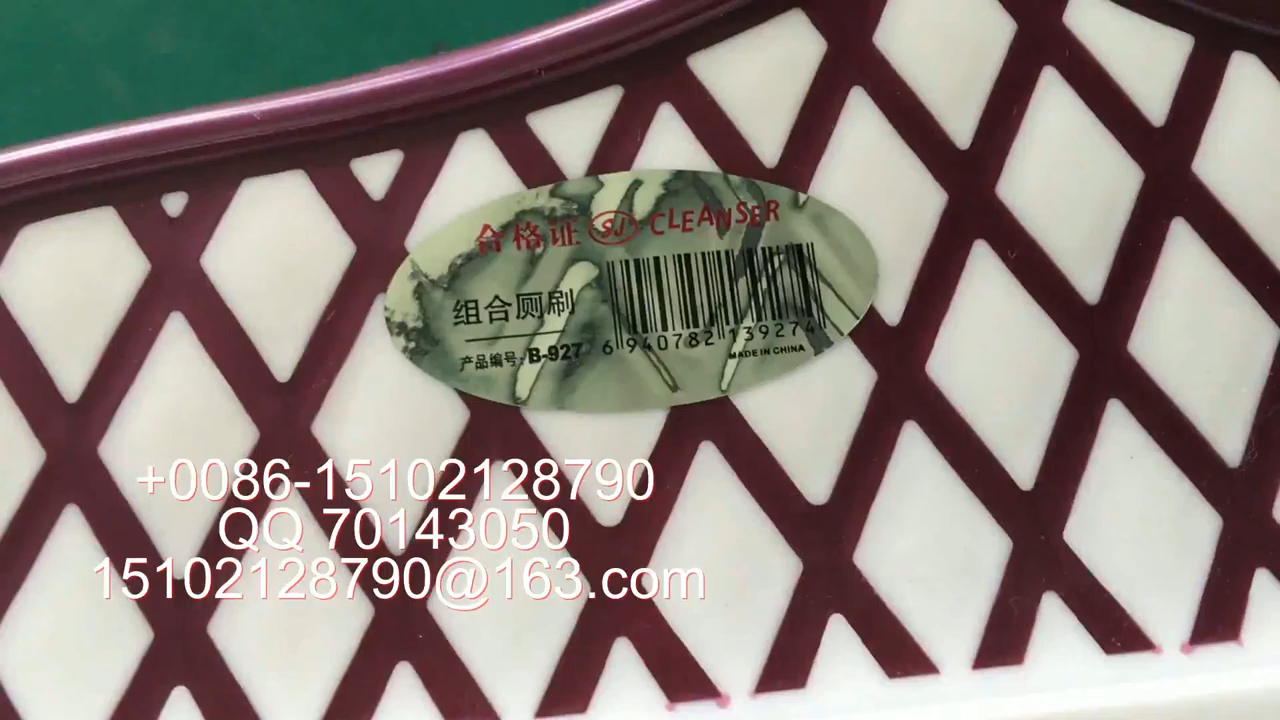 合格证 SJ CLEANSER
组合厕刷
产品编号: B-927
6 940782 139274
MADE IN CHINA
+0086-15102128790
QQ 70143050
15102128790@163.com